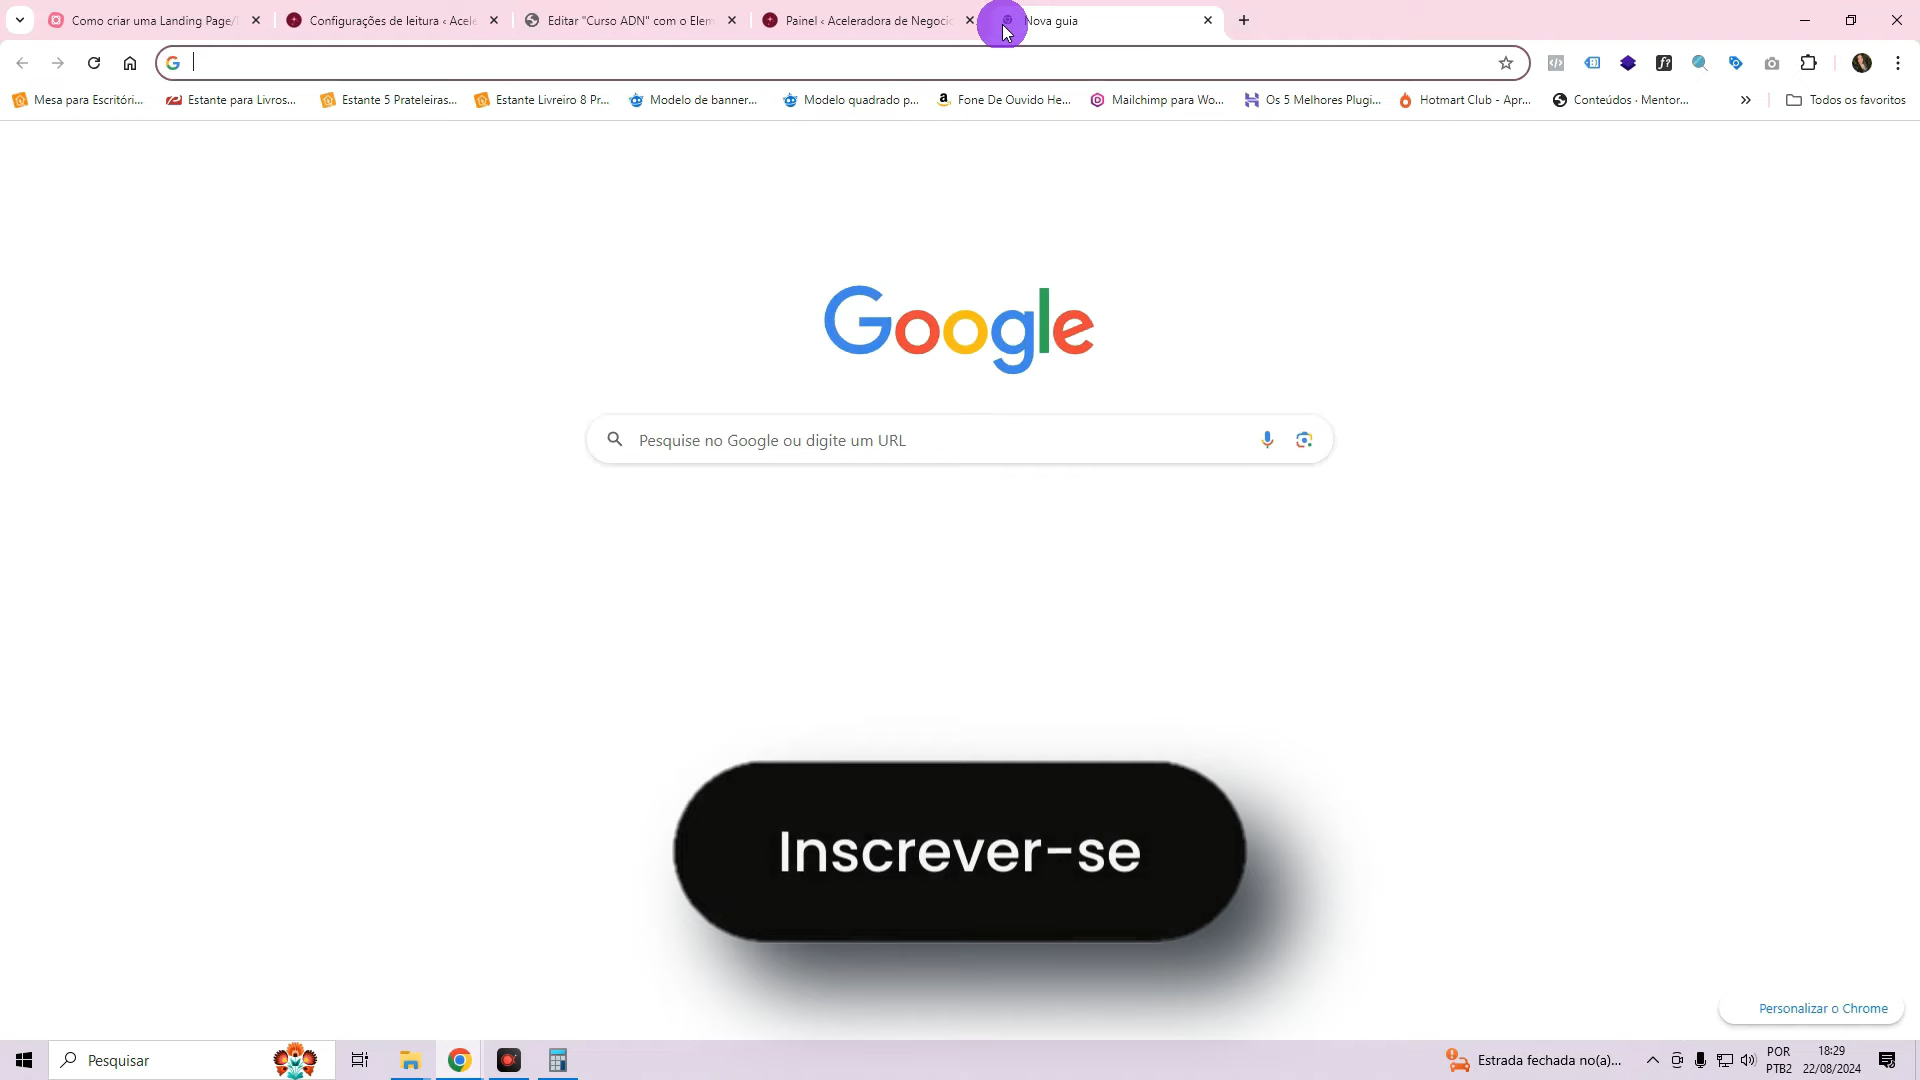 Como criar uma Landing Page/
Configurações de leitura ‹ Acele
Editar "Curso ADN" com o Elem
Painel ‹ Aceleradora de Negocio
Nova guia
Mesa para Escritóri...
Estante para Livros...
Estante 5 Prateleiras...
Estante Livreiro 8 Pr...
Modelo de banner...
Modelo quadrado p...
Fone De Ouvido He...
Mailchimp para Wo...
Os 5 Melhores Plugi...
Hotmart Club - Apr...
Conteúdos · Mentor...
Todos os favoritos
Google
Pesquise no Google ou digite um URL
Inscrever-se
Personalizar o Chrome
Pesquisar
Estrada fechada no(a)...
POR
PTB2
18:29
22/08/2024